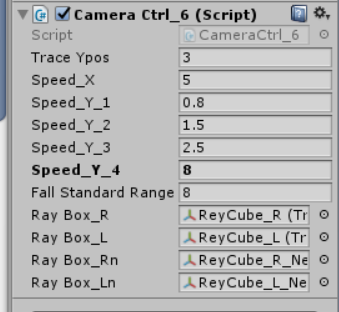 Camera Ctrl_6 (Script)
Script CameraCtrl_6
Trace Ypos 3
Speed_X 5
Speed_Y_1 0.8
Speed_Y_2 1.5
Speed_Y_3 2.5
Speed_Y_4 8
Fall Standard Range 8
Ray Box_R ReyCube_R (Tr
Ray Box_L ReyCube_L (Tr
Ray Box_Rn ReyCube_R_Ne
Ray Box_Ln ReyCube_L_Ne